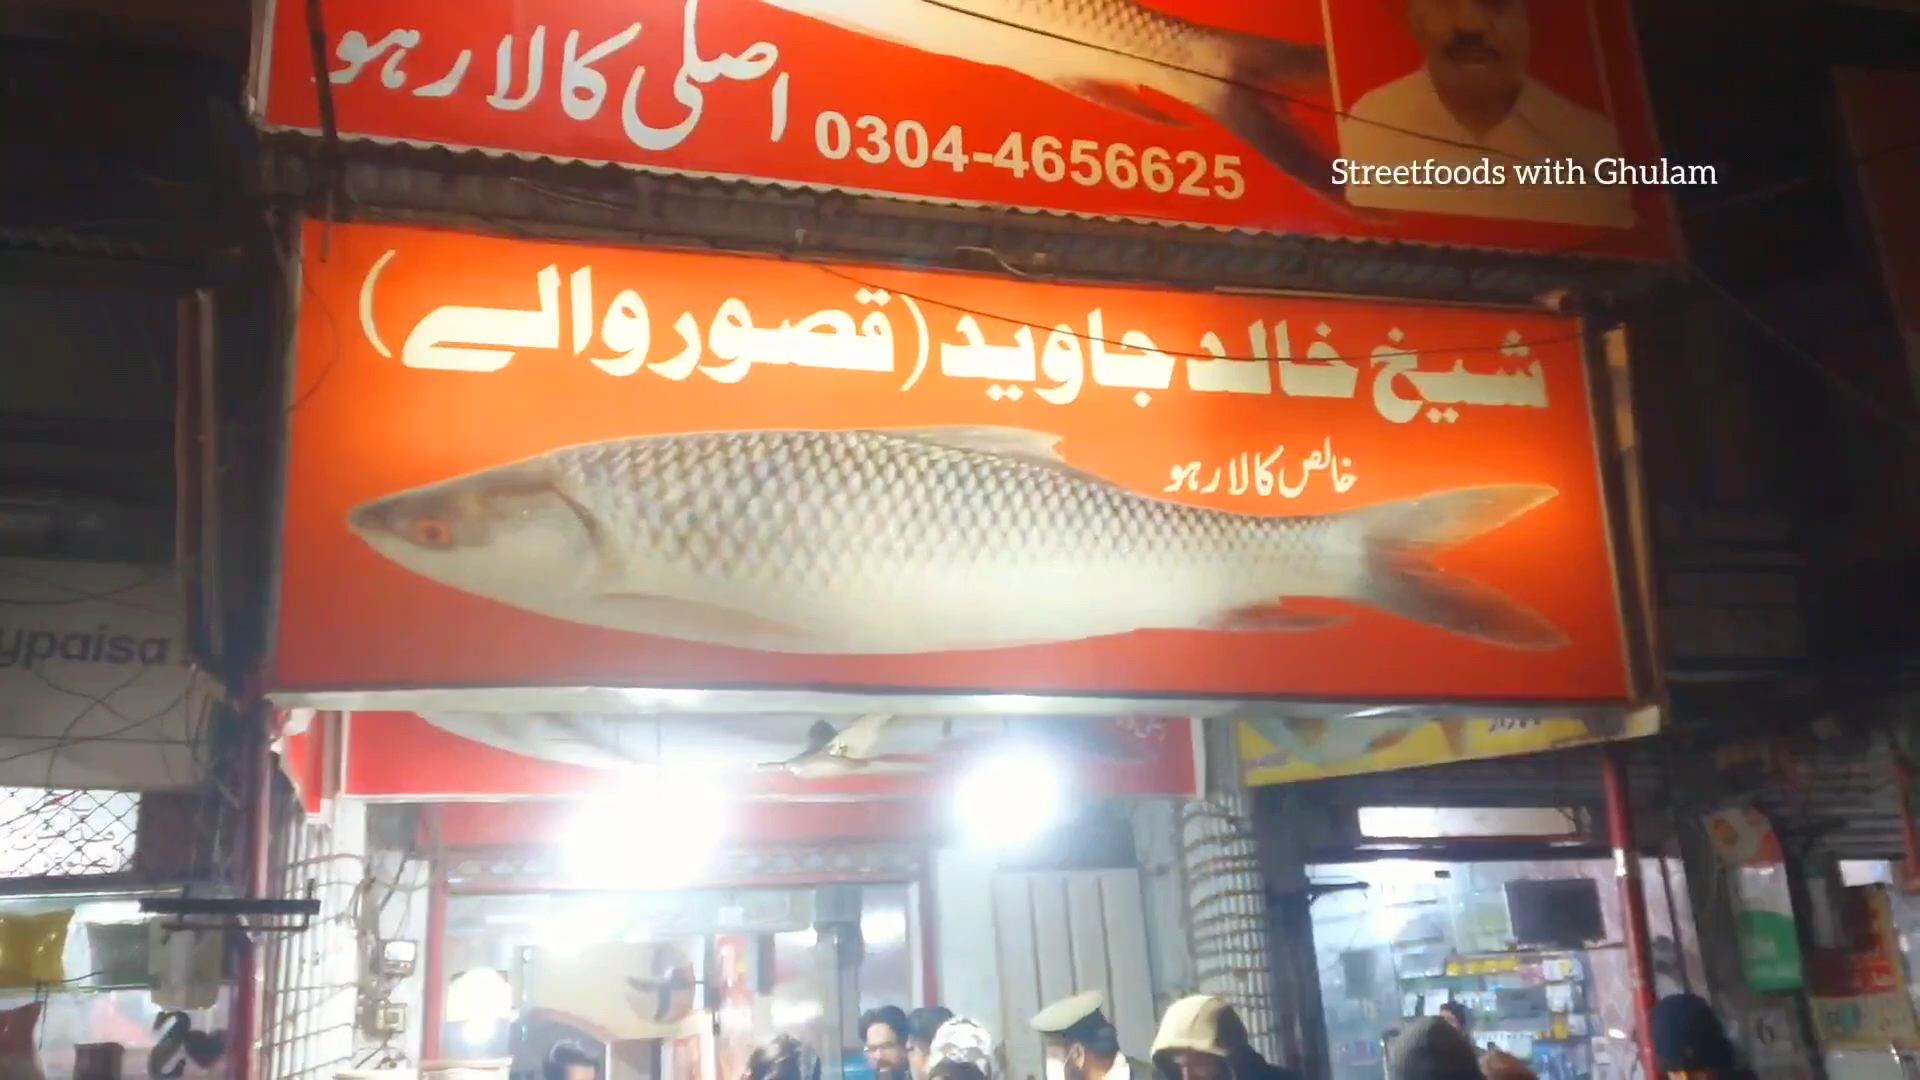 اصلی کالا رہو
0304-4656625
Streetfoods with Ghulam
شیخ خالد جاوید (قصور والے)
خالص کالا رہو
ypaisa